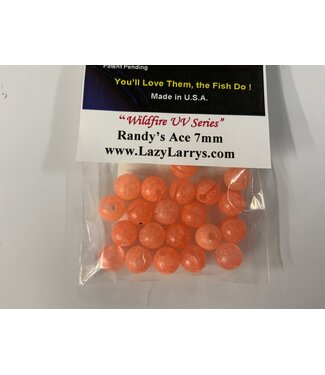 Patent Pending
You'll Love Them, the Fish Do !
Made in U.S.A.
"Wildfire UV Series"
Randy's Ace 7mm
www.LazyLarrys.com